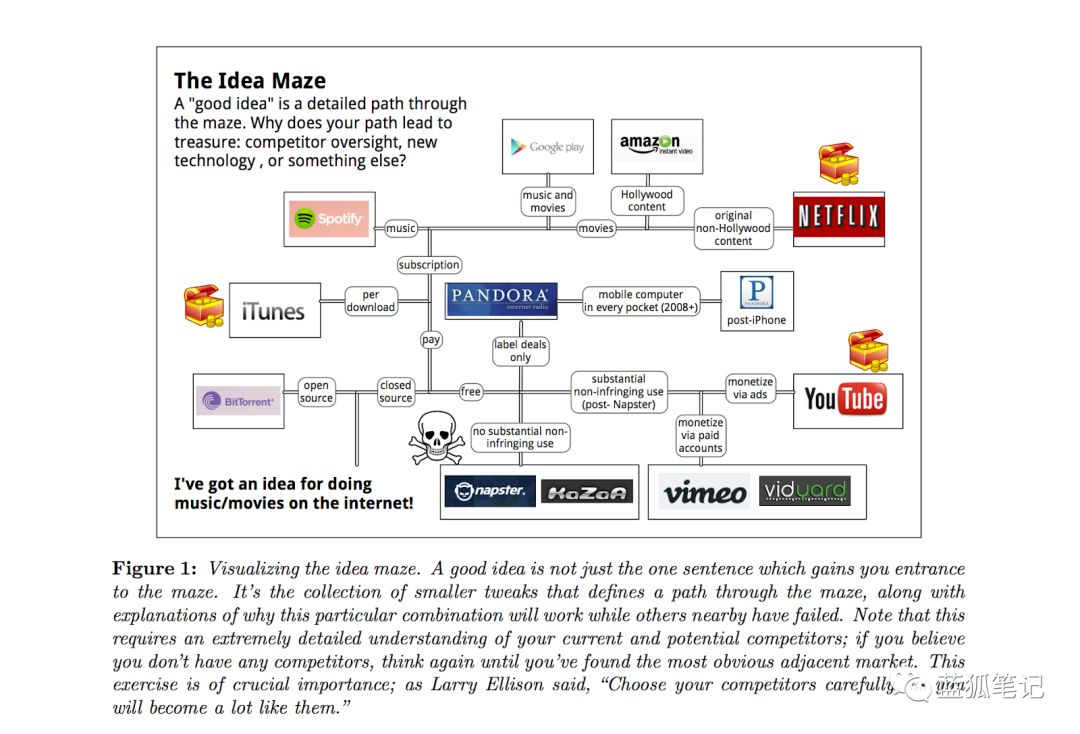 The Idea Maze
A "good idea" is a detailed path through
the maze. Why does your path lead to
treasure: competitor oversight, new
technology , or something else?
Google play
amazon
instant video
music and
movies
Hollywood
content
Spotify
music
movies
original
non-Hollywood
content
NETFLIX
subscription
iTunes
per
download
PANDORA
internet radio
mobile computer
in every pocket (2008+)
P
PANDORA
post-iPhone
pay
label deals
only
BitTorrent
open
source
closed
source
free
substantial
non-infringing use
(post- Napster)
monetize
via ads
YouTube
no substantial non-
infringing use
monetize
via paid
accounts
I've got an idea for doing
music/movies on the internet!
napster.
KaZaA
vimeo
vidyard
Figure 1: Visualizing the idea maze. A good idea is not just the one sentence which gains you entrance
to the maze. It's the collection of smaller tweaks that defines a path through the maze, along with
explanations of why this particular combination will work while others nearby have failed. Note that this
requires an extremely detailed understanding of your current and potential competitors; if you believe
you don't have any competitors, think again until you've found the most obvious adjacent market. This
exercise is of crucial importance; as Larry Ellison said, "Choose your competitors carefully, you
will become a lot like them."
蓝狐笔记